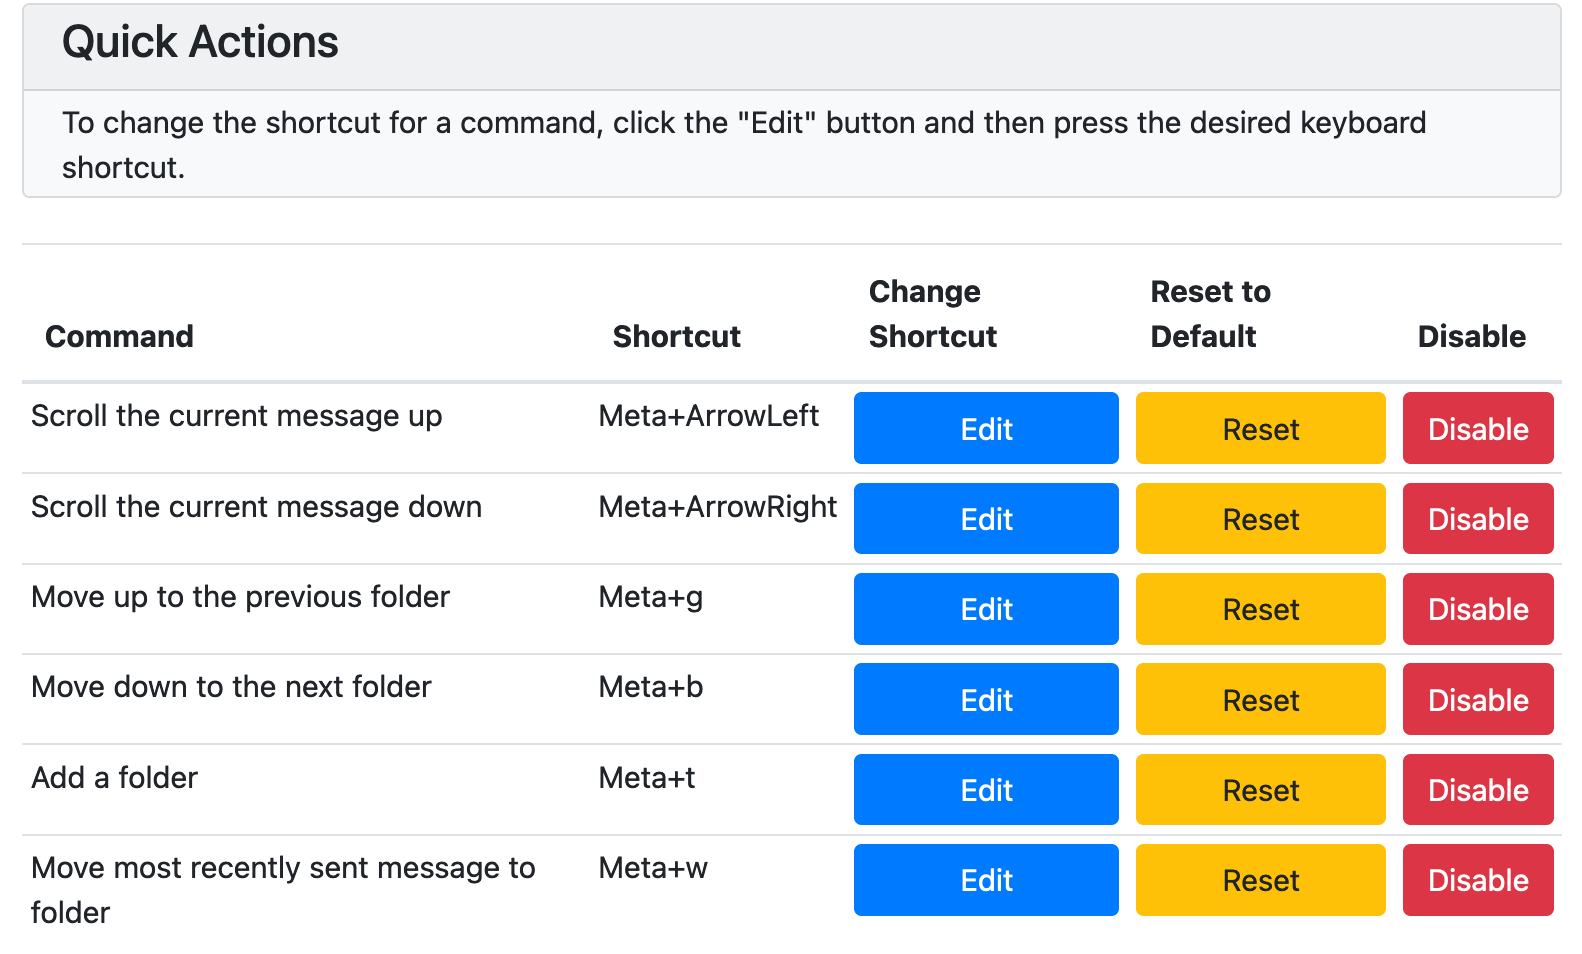 Quick Actions
To change the shortcut for a command, click the "Edit" button and then press the desired keyboard
shortcut.
Command Shortcut Change Shortcut Reset to Default Disable
Scroll the current message up Meta+ArrowLeft Edit Reset Disable
Scroll the current message down Meta+ArrowRight Edit Reset Disable
Move up to the previous folder Meta+g Edit Reset Disable
Move down to the next folder Meta+b Edit Reset Disable
Add a folder Meta+t Edit Reset Disable
Move most recently sent message to Meta+w Edit Reset Disable
folder